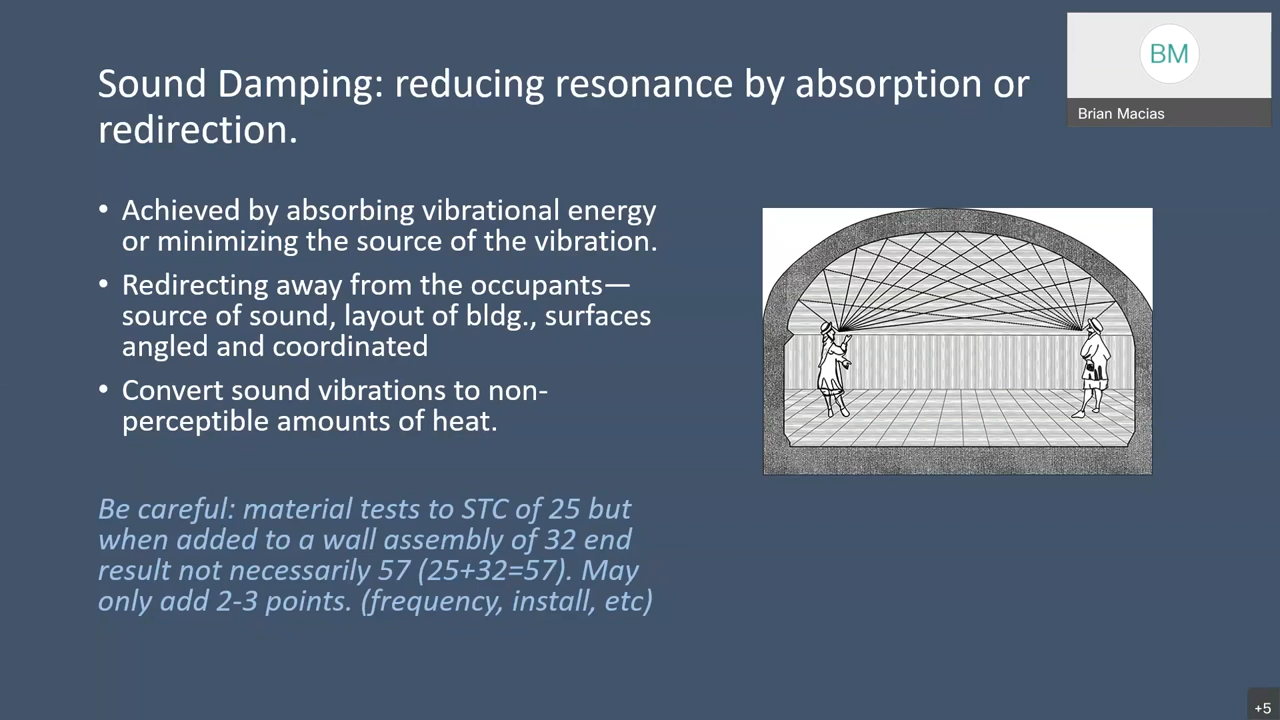 Sound Damping: reducing resonance by absorption or
redirection.
BM
Brian Macias
• Achieved by absorbing vibrational energy
or minimizing the source of the vibration.
• Redirecting away from the occupants—
source of sound, layout of bldg., surfaces
angled and coordinated
• Convert sound vibrations to non-
perceptible amounts of heat.
Be careful: material tests to STC of 25 but
when added to a wall assembly of 32 end
result not necessarily 57 (25+32=57). May
only add 2-3 points. (frequency, install, etc)
+5